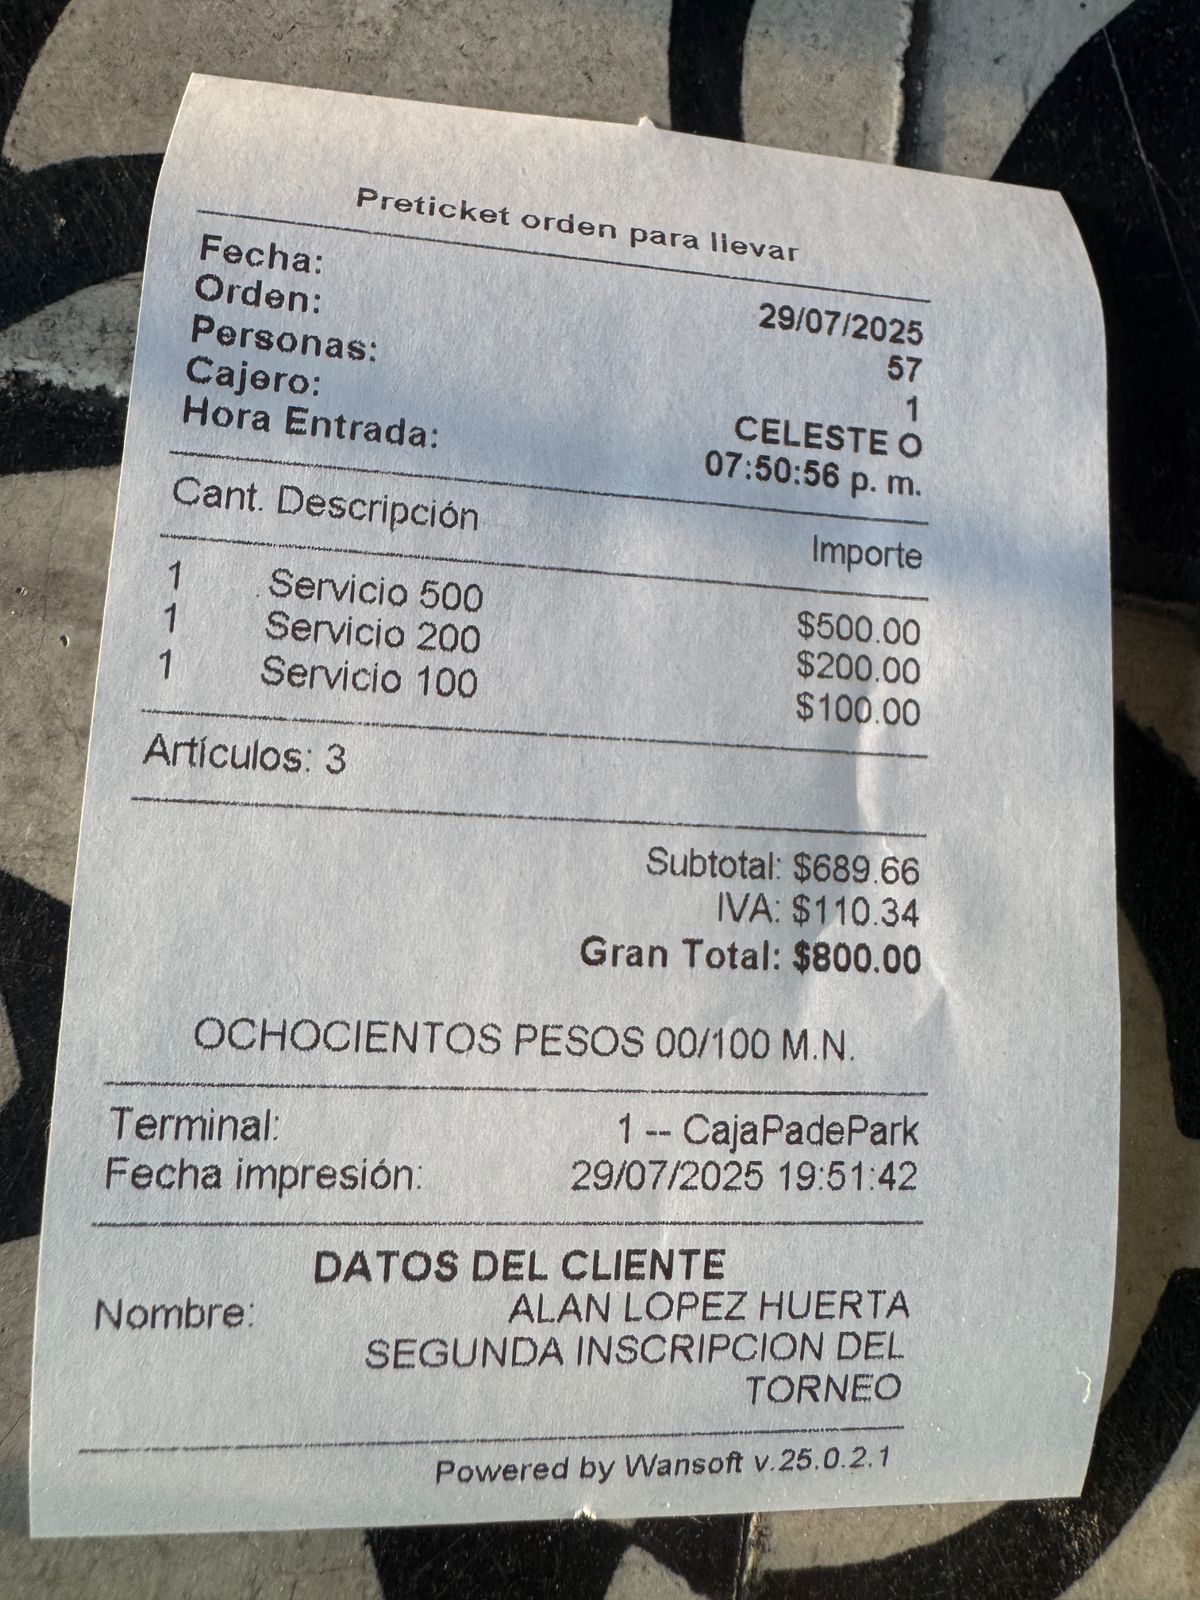 Preticket orden para llevar
Fecha: 29/07/2025
Orden: 57
Personas: 1
Cajero: CELESTE O
Hora Entrada: 07:50:56 p. m.
Cant. Descripción Importe
1 Servicio 500 $500.00
1 Servicio 200 $200.00
1 Servicio 100 $100.00
Artículos: 3
Subtotal: $689.66
IVA: $110.34
Gran Total: $800.00
OCHOCIENTOS PESOS 00/100 M.N.
Terminal: 1 -- CajaPadePark
Fecha impresión: 29/07/2025 19:51:42
DATOS DEL CLIENTE
Nombre: ALAN LOPEZ HUERTA
SEGUNDA INSCRIPCION DEL
TORNEO
Powered by Wansoft v.25.0.2.1